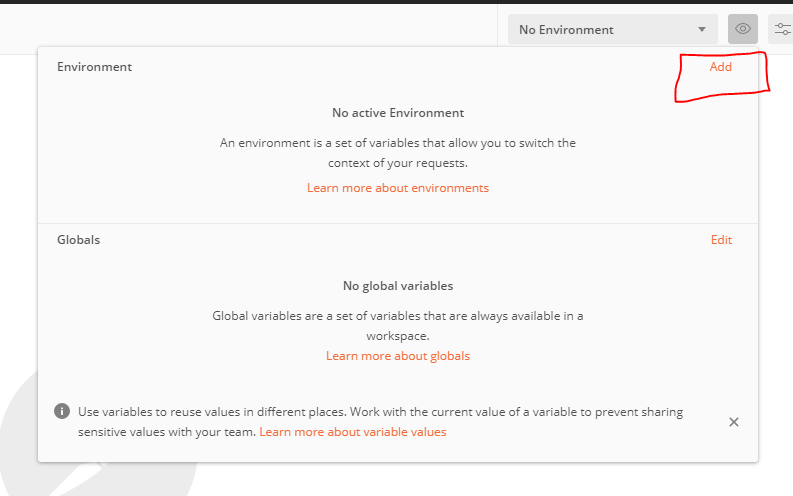 No Environment
Environment
Add
No active Environment
An environment is a set of variables that allow you to switch the
context of your requests.
Learn more about environments
Globals
Edit
No global variables
Global variables are a set of variables that are always available in a
workspace.
Learn more about globals
Use variables to reuse values in different places. Work with the current value of a variable to prevent sharing
sensitive values with your team. Learn more about variable values